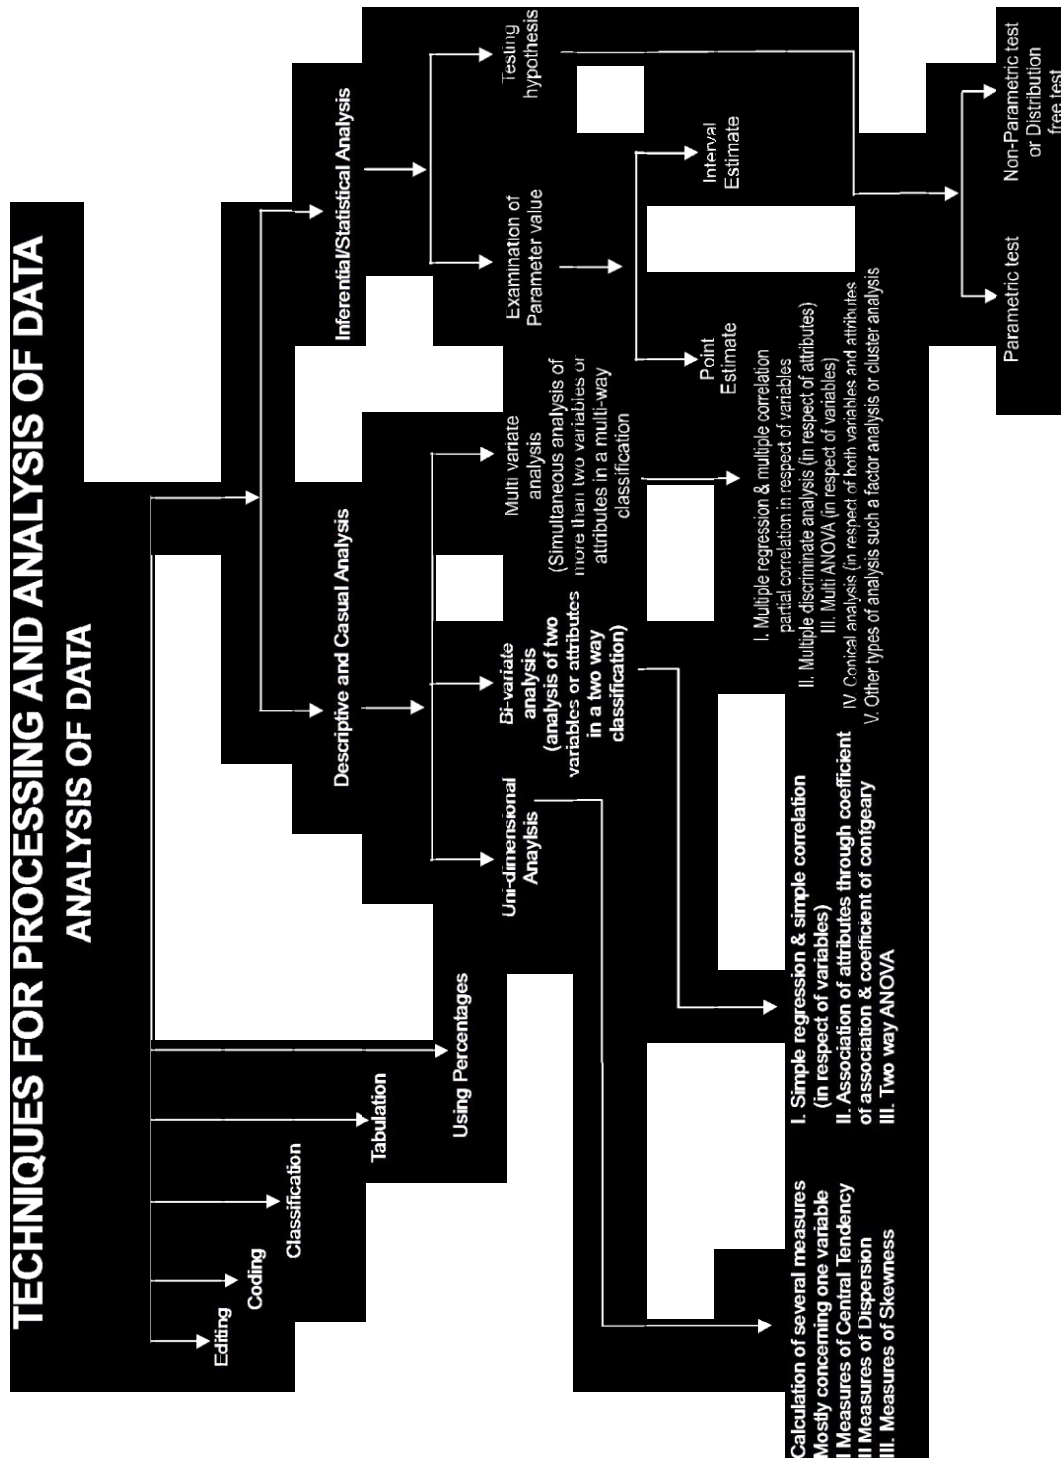 TECHNIQUES FOR PROCESSING AND ANALYSIS OF DATA
ANALYSIS OF DATA
Editing
Coding
Classification
Tabulation
Using Percentages
Descriptive and Casual Analysis
Inferential/Statistical Analysis
Uni-dimensional
Anaylsis
Bi-variate
analysis
(analysis of two
variables or attributes
in a two way
classification)
Multi variate
analysis
(Simultaneous analysis of
more than two variables or
attributes in a multi-way
classification
Examination of
Parameter value
Testing
hypothesis
Point
Estimate
Interval
Estimate
Calculation of several measures
Mostly concerning one variable
I Measures of Central Tendency
II Measures of Dispersion
III. Measures of Skewness
I. Simple regression & simple correlation
(in respect of variables)
II. Association of attributes through coefficient
of association & coefficient of confgeary
III. Two way ANOVA
I. Multiple regression & multiple correlation
partial correlation in respect of variables
II. Multiple discriminate analysis (in respect of attributes)
III. Multi ANOVA (in respect of variables)
IV. Conical analysis (in respect of both variables and attributes
V. Other types of analysis such a factor analysis or cluster analysis
Parametric test
Non-Parametric test
or Distribution
free test